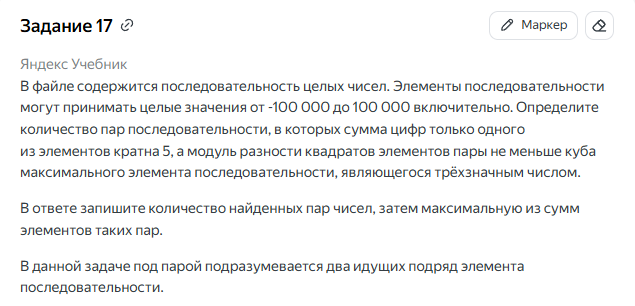 Задание 17
Маркер
Яндекс Учебник
В файле содержится последовательность целых чисел. Элементы последовательности
могут принимать целые значения от -100 000 до 100 000 включительно. Определите
количество пар последовательности, в которых сумма цифр только одного
из элементов кратна 5, а модуль разности квадратов элементов пары не меньше куба
максимального элемента последовательности, являющегося трёхзначным числом.
В ответе запишите количество найденных пар чисел, затем максимальную из сумм
элементов таких пар.
В данной задаче под парой подразумевается два идущих подряд элемента
последовательности.